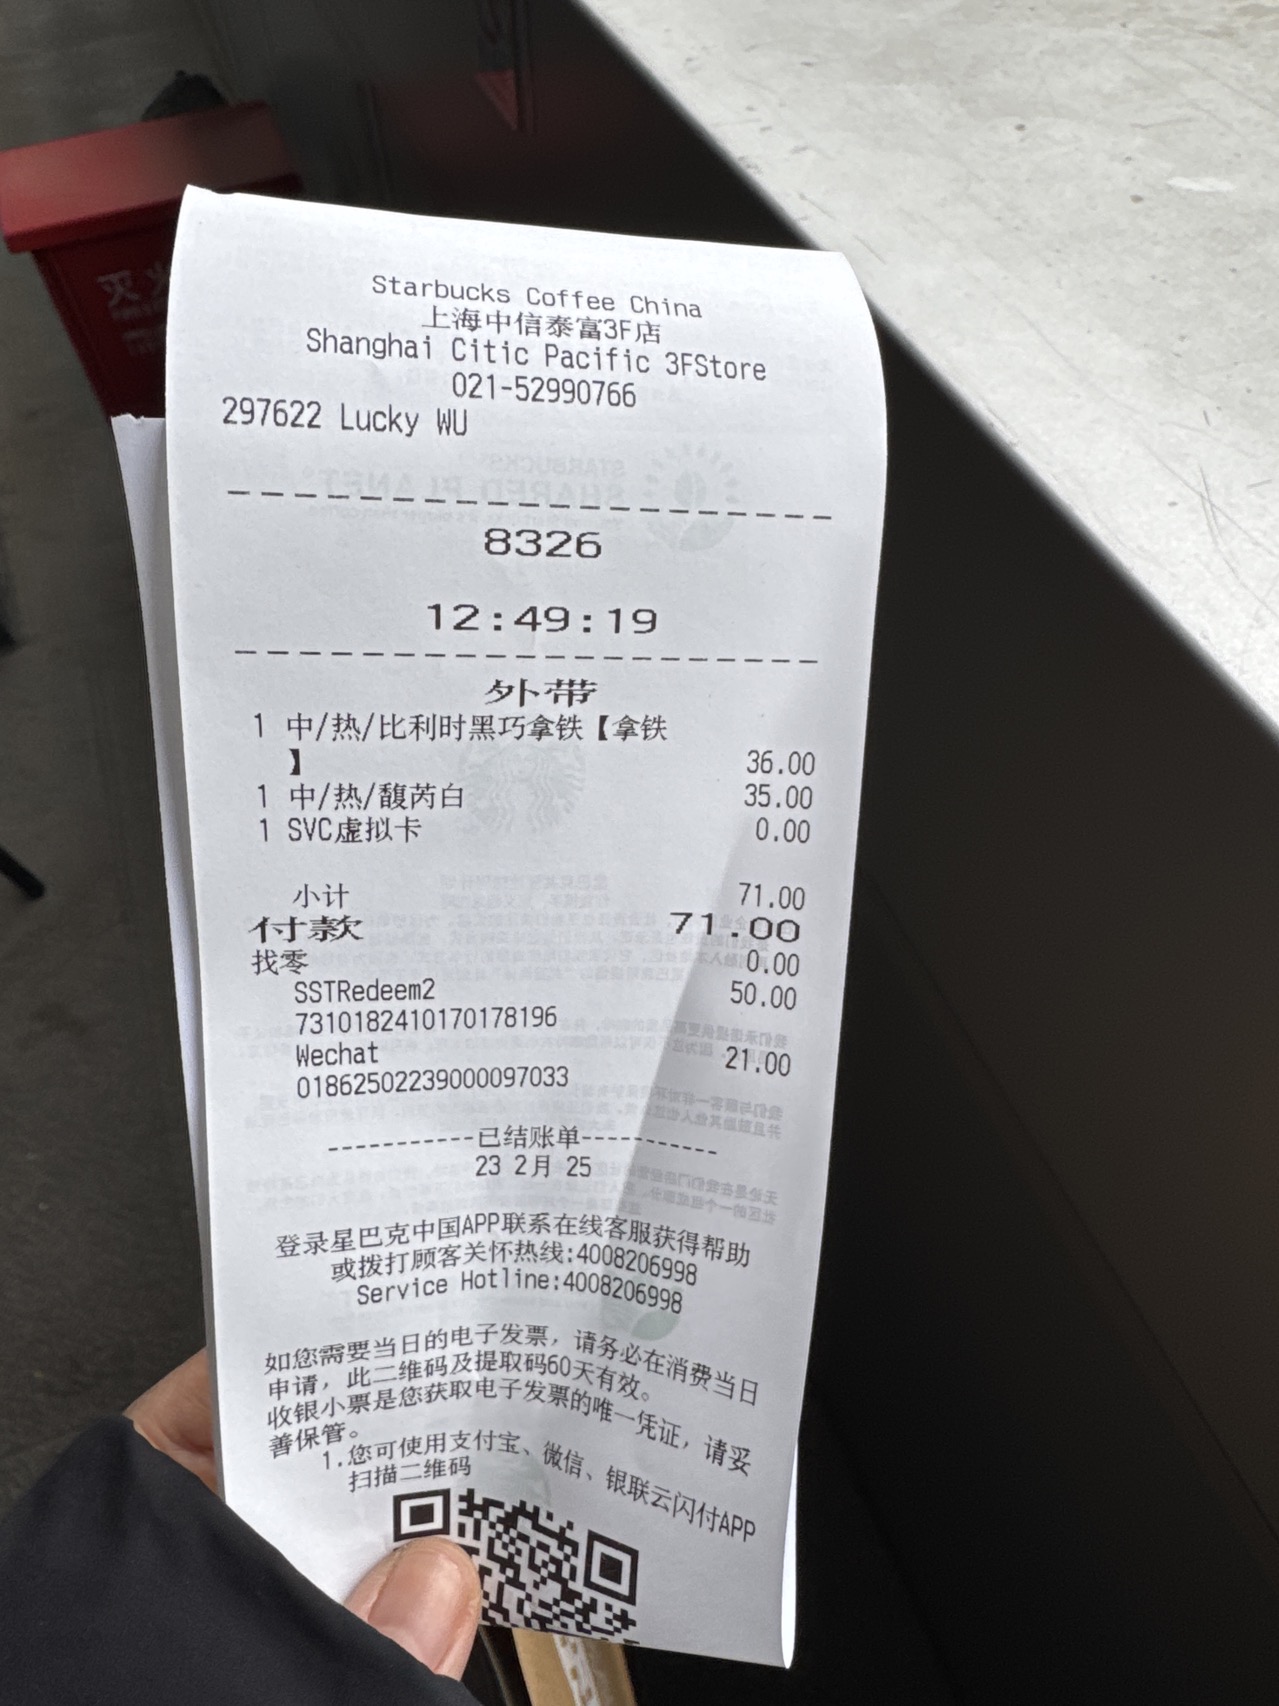 灭火
Starbucks Coffee China
上海中信泰富3F店
Shanghai Citic Pacific 3FStore
021-52990766
297622 Lucky WU
8326
12:49:19
外带
1 中/热/比利时黑巧拿铁【拿铁
】 36.00
1 中/热/馥芮白 35.00
1 SVC虚拟卡 0.00
小计 71.00
付款 71.00
找零 0.00
SSTRedeem2 50.00
7310182410170178196
Wechat 21.00
01862502239000097033
-----------已结账单-----------
23 2月 25
登录星巴克中国APP联系在线客服获得帮助
或拨打顾客关怀热线:4008206998
Service Hotline:4008206998
如您需要当日的电子发票，请务必在消费当日
申请，此二维码及提取码60天有效。
收银小票是您获取电子发票的唯一凭证，请妥
善保管。
1.您可使用支付宝、微信、银联云闪付APP
扫描二维码